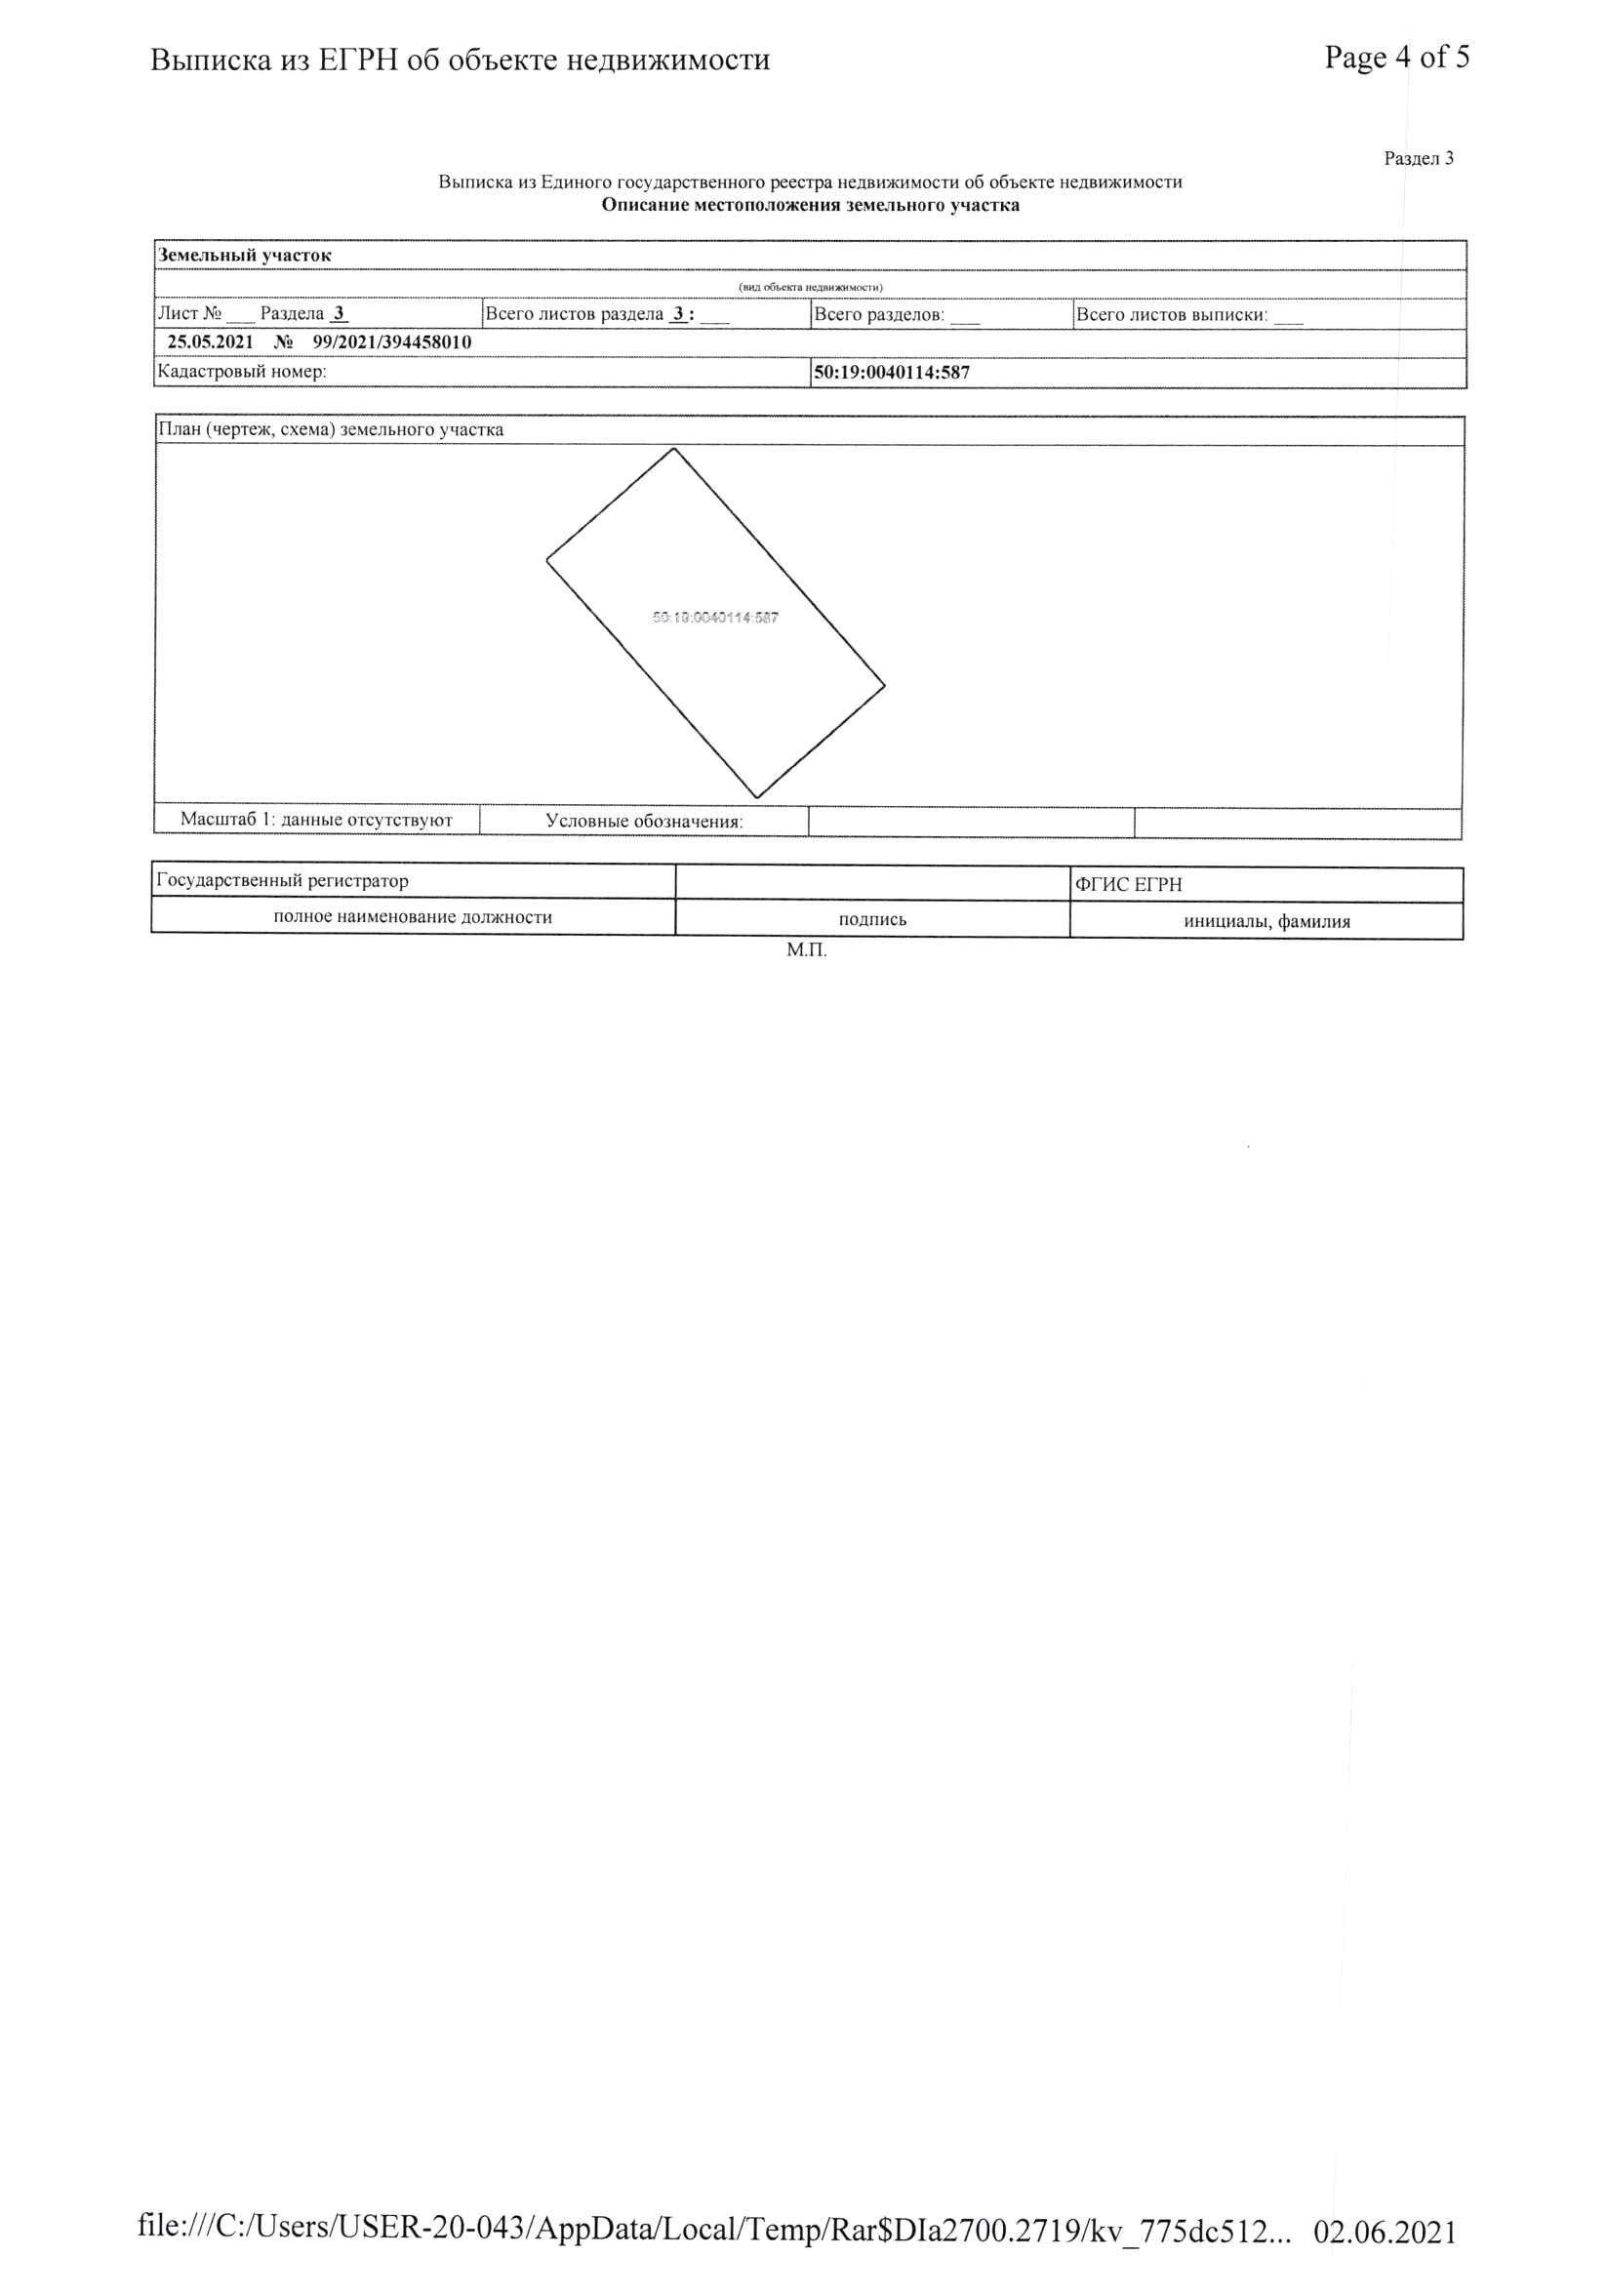 Выписка из ЕГРН об объекте недвижимости Page 4 of 5
Раздел 3
Выписка из Единого государственного реестра недвижимости об объекте недвижимости
Описание местоположения земельного участка
Земельный участок
(вид объекта недвижимости)
Лист № ___ Раздела 3 Всего листов раздела 3 : ___ Всего разделов: ___ Всего листов выписки: ___
25.05.2021 № 99/2021/394458010
Кадастровый номер: 50:19:0040114:587
План (чертеж, схема) земельного участка
50:19:0040114:587
Масштаб 1: данные отсутствуют Условные обозначения:
Государственный регистратор ФГИС ЕГРН
полное наименование должности подпись инициалы, фамилия
М.П.
file:///C:/Users/USER-20-043/AppData/Local/Temp/Rar$DIa2700.2719/kv_775dc512... 02.06.2021